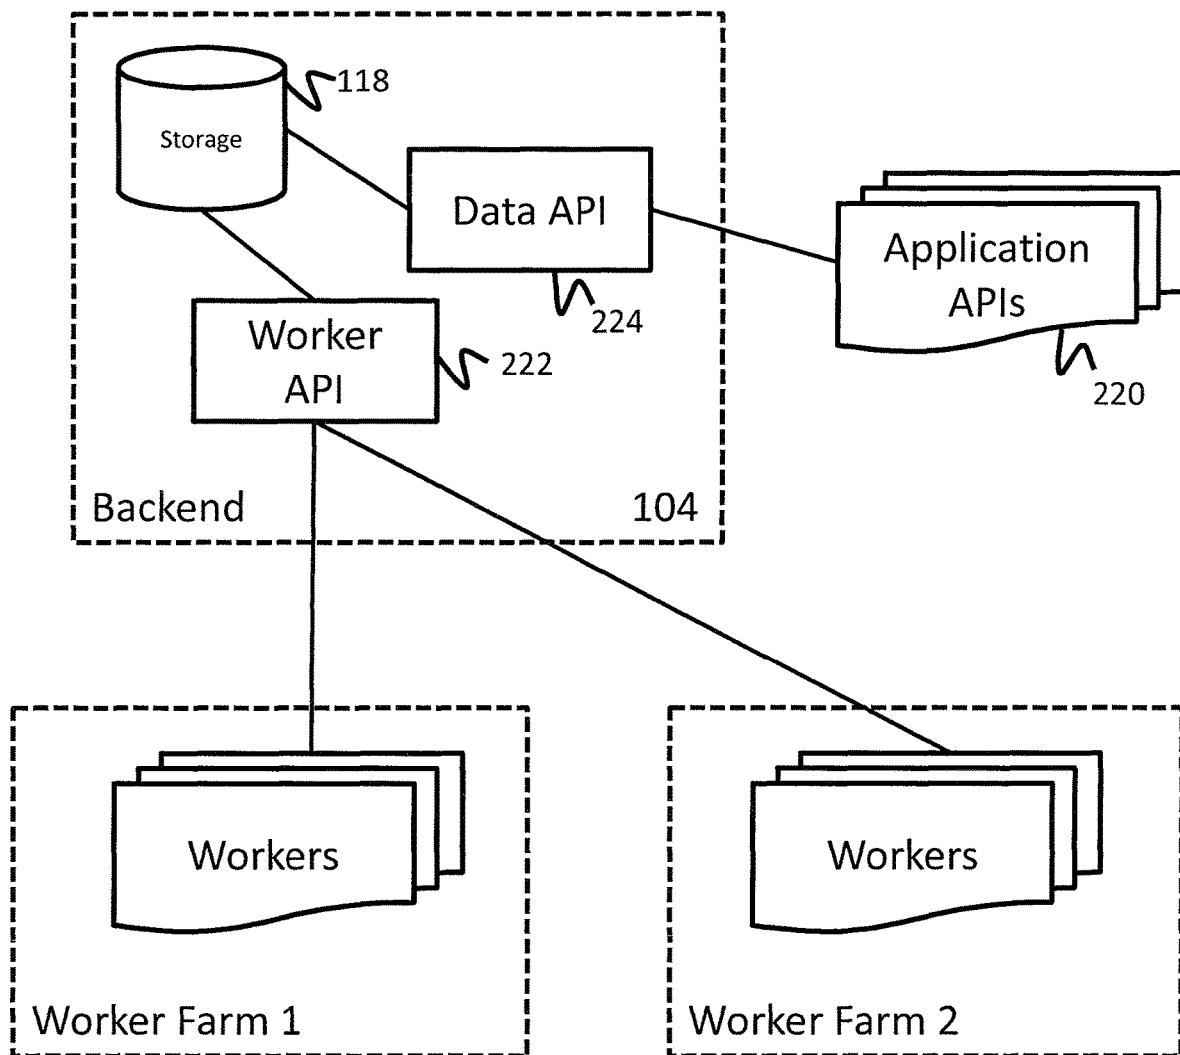 118
Storage
Data API
224
Application
APIs
220
Worker
API
222
Backend
104
Workers
Workers
Worker Farm 1
Worker Farm 2